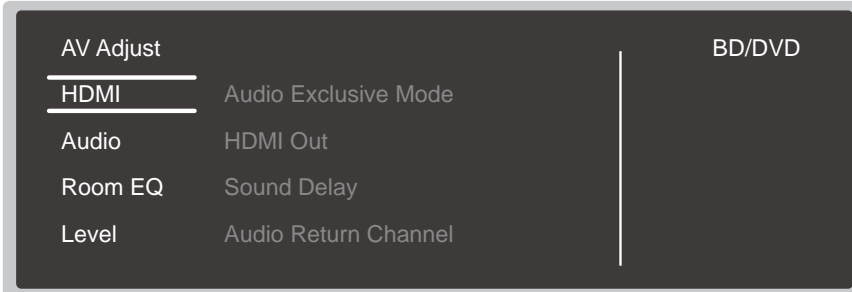 AV Adjust BD/DVD
HDMI Audio Exclusive Mode
Audio HDMI Out
Room EQ Sound Delay
Level Audio Return Channel